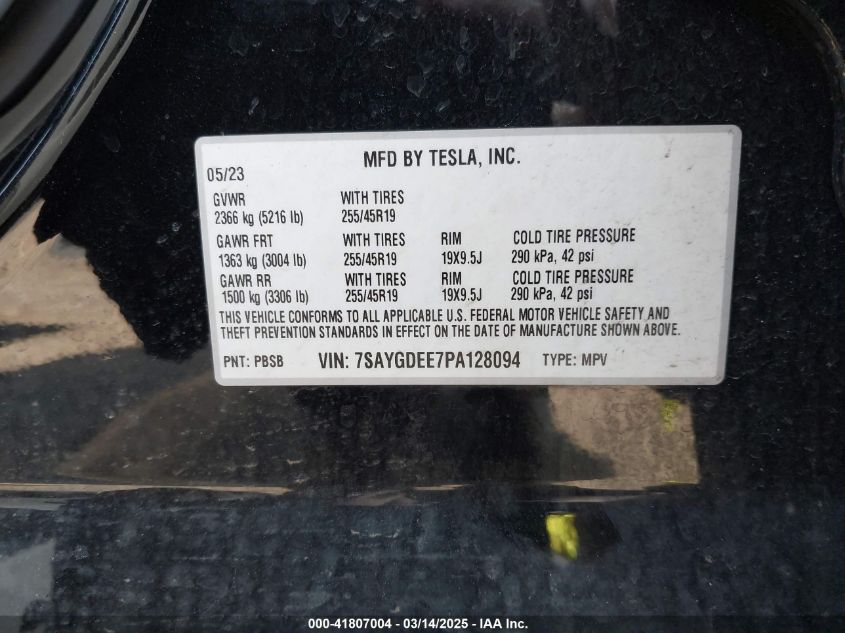 MFD BY TESLA, INC.
05/23
GVWR WITH TIRES
2366 kg (5216 lb) 255/45R19
GAWR FRT WITH TIRES RIM COLD TIRE PRESSURE
1363 kg (3004 lb) 255/45R19 19X9.5J 290 kPa, 42 psi
GAWR RR WITH TIRES RIM COLD TIRE PRESSURE
1500 kg (3306 lb) 255/45R19 19X9.5J 290 kPa, 42 psi
THIS VEHICLE CONFORMS TO ALL APPLICABLE U.S. FEDERAL MOTOR VEHICLE SAFETY AND
THEFT PREVENTION STANDARDS IN EFFECT ON THE DATE OF MANUFACTURE SHOWN ABOVE.
PNT: PBSB VIN: 7SAYGDEE7PA128094 TYPE: MPV
000-41807004 - 03/14/2025 - IAA Inc.